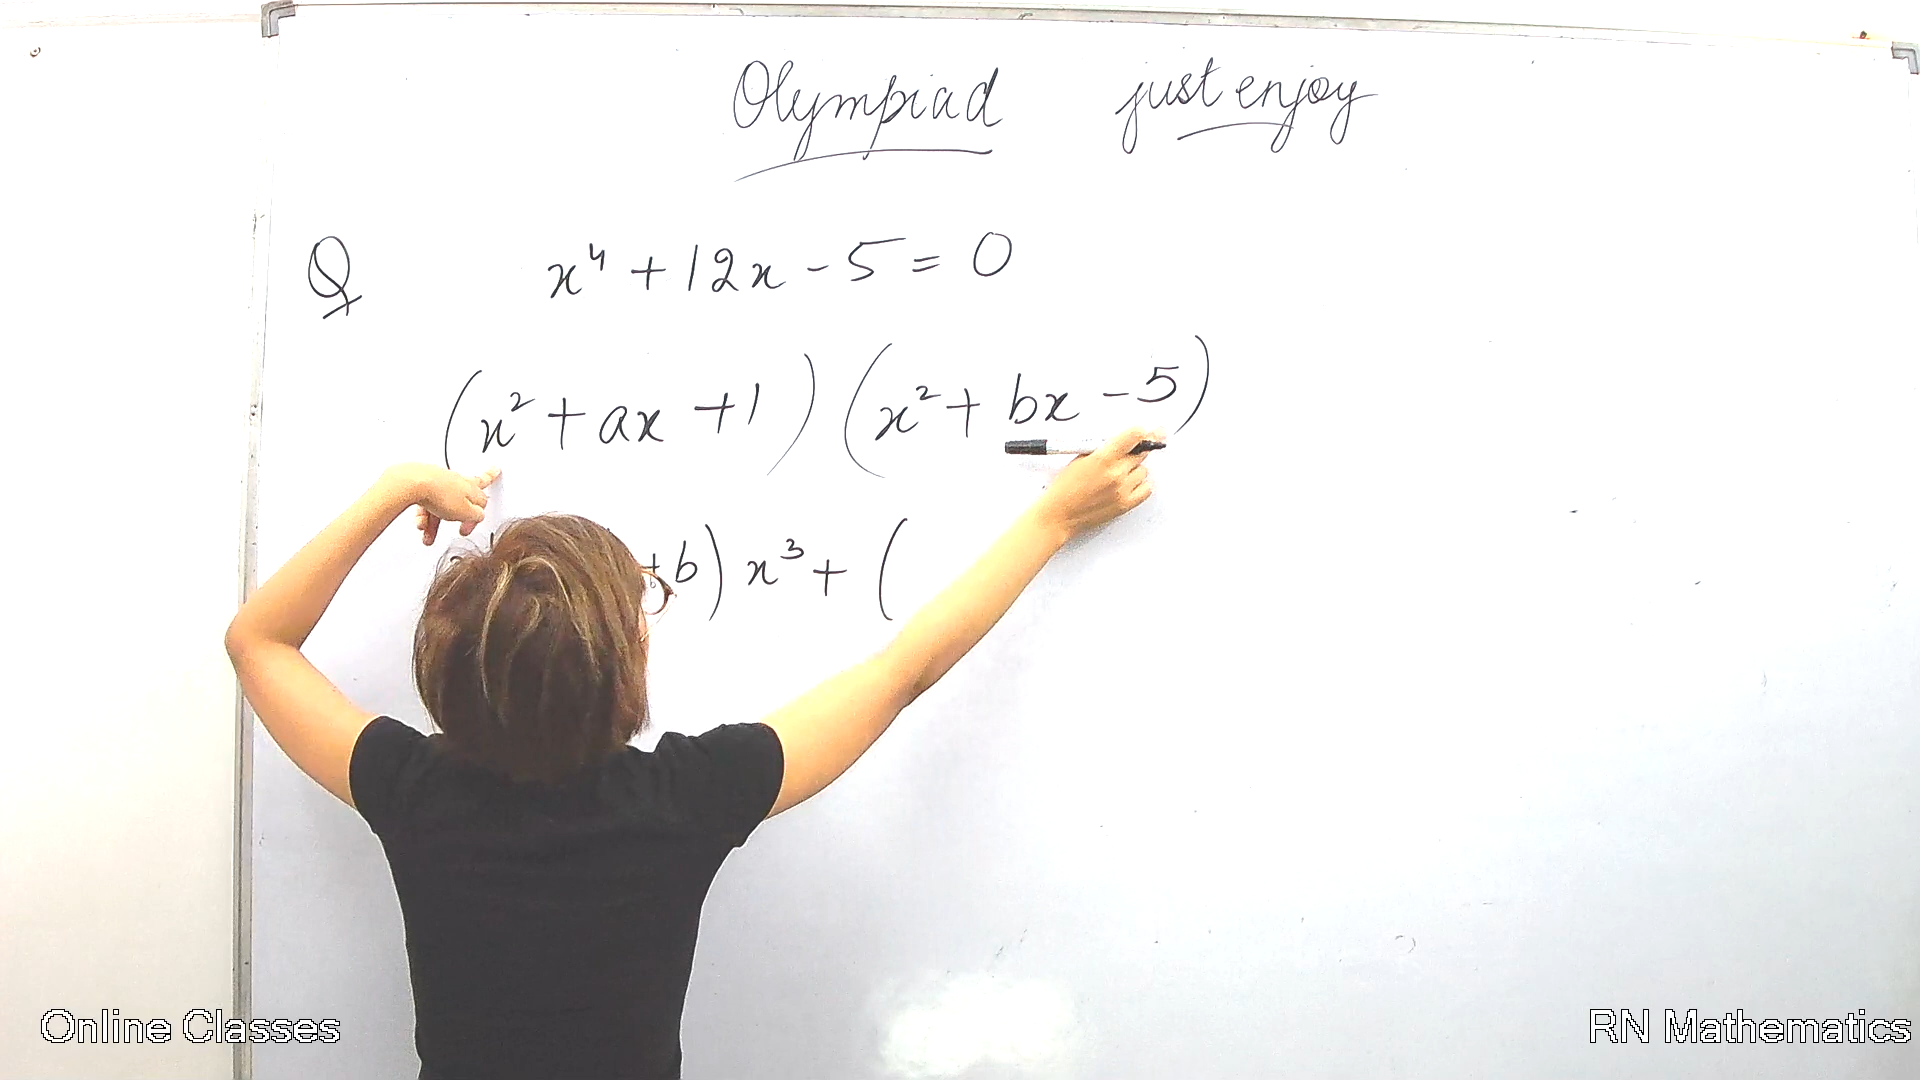 Olympiad just enjoy
Q x⁴ + 12x - 5 = 0
(x² + ax + 1) (x² + bx - 5)
+ b) x³ + (
Online Classes
RN Mathematics